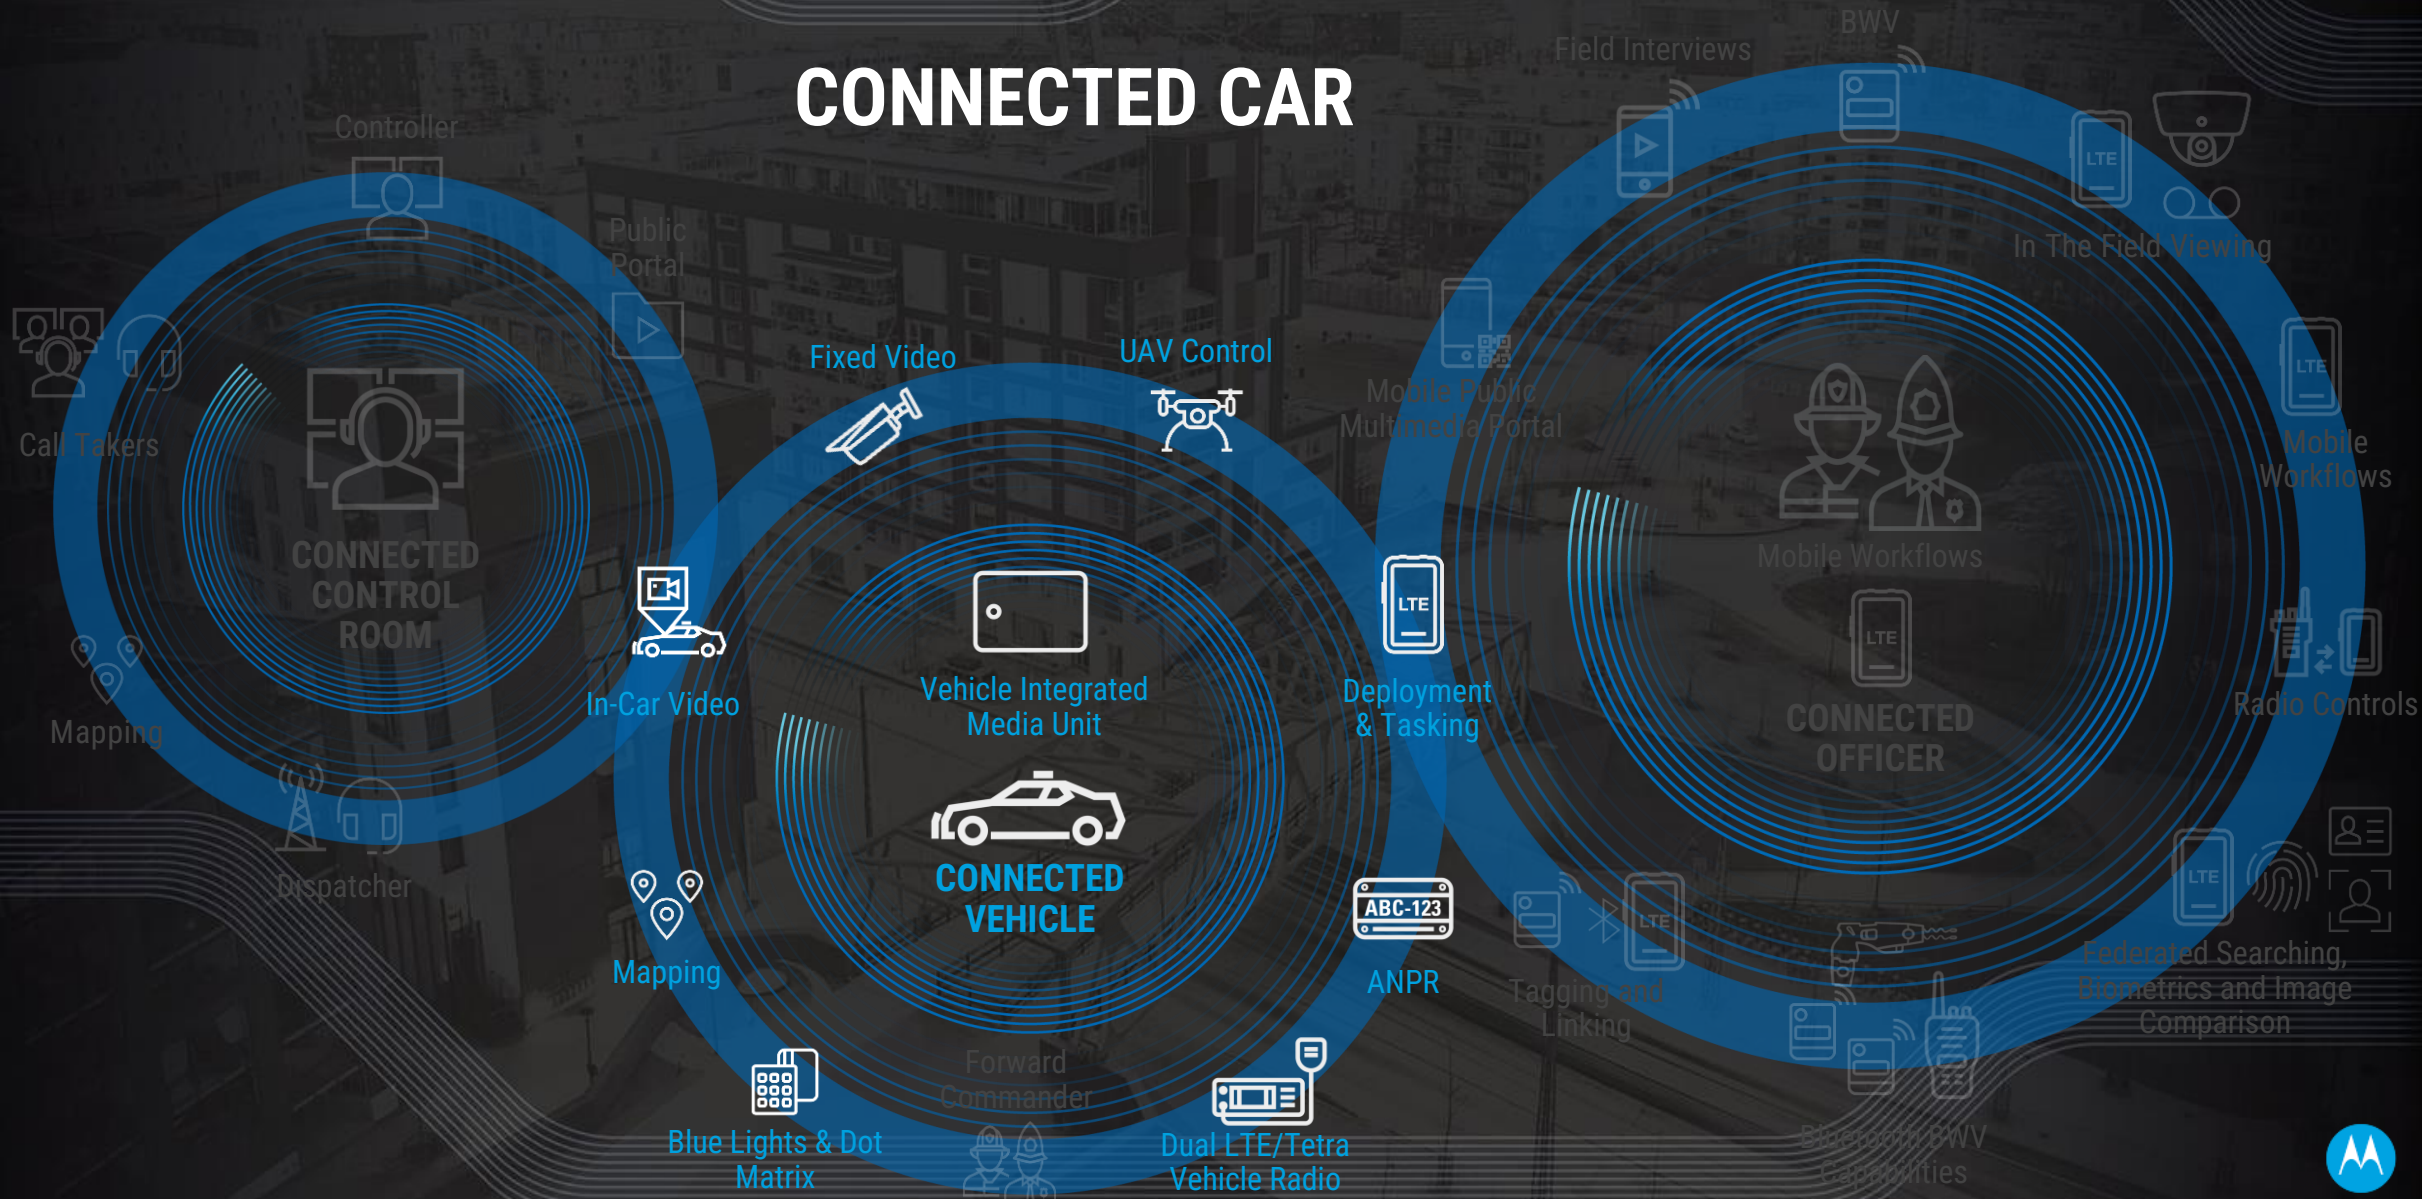 CONNECTED CAR
Controller
Public
Portal
Call Takers
CONNECTED
CONTROL
ROOM
Mapping
Dispatcher
Fixed Video
UAV Control
In-Car Video
Vehicle Integrated
Media Unit
LTE
Deployment
& Tasking
CONNECTED
VEHICLE
Mapping
ABC-123
ANPR
Forward
Commander
Blue Lights & Dot
Matrix
Dual LTE/Tetra
Vehicle Radio
Field Interviews
BWV
LTE
In The Field Viewing
Mobile Public
Multimedia Portal
LTE
Mobile
Workflows
Mobile Workflows
LTE
CONNECTED
OFFICER
Radio Controls
LTE
Tagging and
Linking
LTE
Federated Searching,
Biometrics and Image
Comparison
Bluetooth BWV
Capabilities